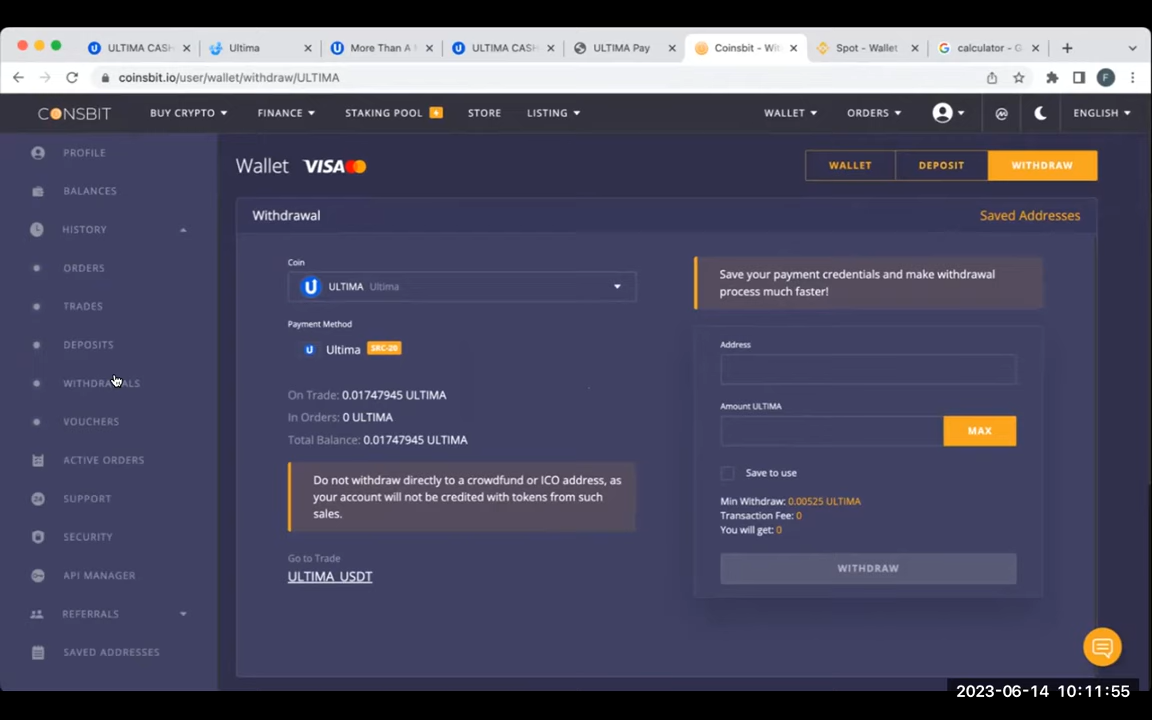 ULTIMA CASH
Ultima
More Than A
ULTIMA CASH
ULTIMA Pay
Coinsbit - Wit
Spot - Wallet
calculator - G
coinsbit.io/user/wallet/withdraw/ULTIMA
F
CONSBIT
BUY CRYPTO
FINANCE
STAKING POOL
STORE
LISTING
WALLET
ORDERS
ENGLISH
PROFILE
BALANCES
HISTORY
ORDERS
TRADES
DEPOSITS
WITHDRAWALS
VOUCHERS
ACTIVE ORDERS
SUPPORT
SECURITY
API MANAGER
REFERRALS
SAVED ADDRESSES
Wallet VISA
WALLET
DEPOSIT
WITHDRAW
Withdrawal
Saved Addresses
Coin
ULTIMA Ultima
Payment Method
Ultima SRC-20
On Trade: 0.01747945 ULTIMA
In Orders: 0 ULTIMA
Total Balance: 0.01747945 ULTIMA
Do not withdraw directly to a crowdfund or ICO address, as
your account will not be credited with tokens from such
sales.
Go to Trade
ULTIMA_USDT
Save your payment credentials and make withdrawal
process much faster!
Address
Amount ULTIMA
MAX
Save to use
Min Withdraw: 0.00525 ULTIMA
Transaction Fee: 0
You will get: 0
WITHDRAW
2023-06-14 10:11:55